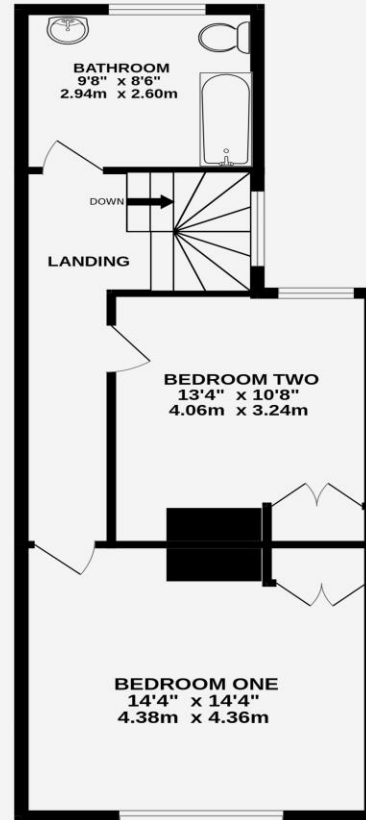 BATHROOM
9'8" x 8'6"
2.94m x 2.60m
DOWN
LANDING
BEDROOM TWO
13'4" x 10'8"
4.06m x 3.24m
BEDROOM ONE
14'4" x 14'4"
4.38m x 4.36m